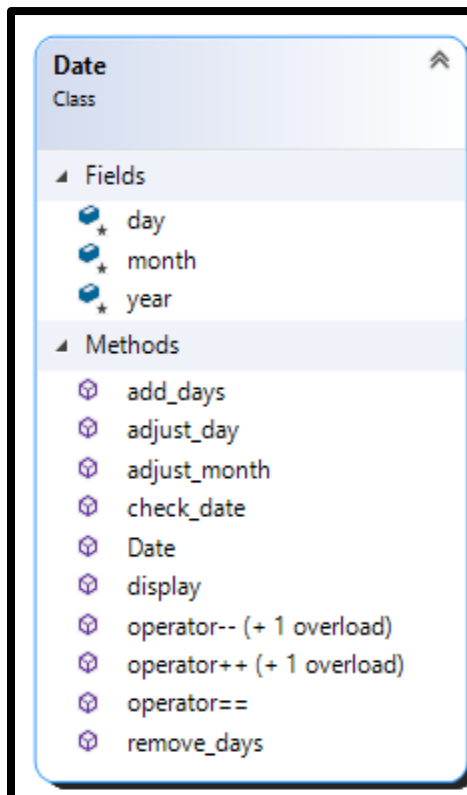 Date
Class
Fields
day
month
year
Methods
add_days
adjust_day
adjust_month
check_date
Date
display
operator-- (+ 1 overload)
operator++ (+ 1 overload)
operator==
remove_days